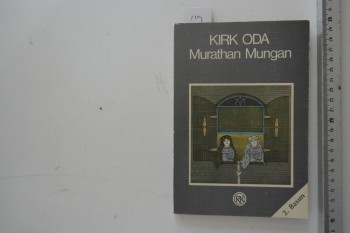 KIRK ODA
Murathan Mungan
2. Basım